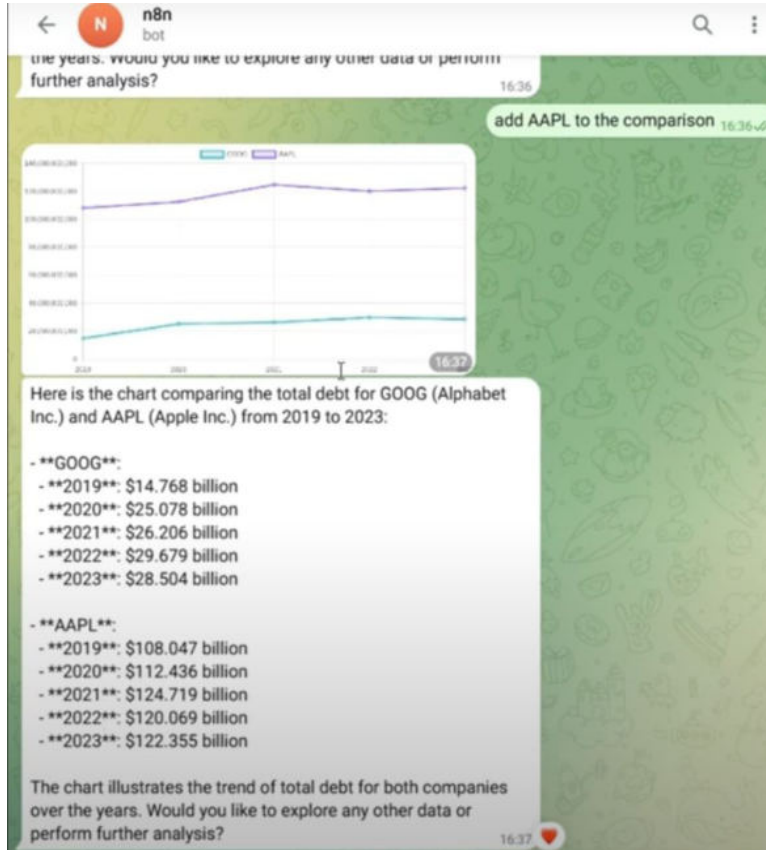 n8n
N
bot
the years. Would you like to explore any other data or perform
further analysis?
16:36
add AAPL to the comparison
16:36
GOOG AAPL
0
2019 2020 2021 2022
16:37
Here is the chart comparing the total debt for GOOG (Alphabet
Inc.) and AAPL (Apple Inc.) from 2019 to 2023:
- **GOOG**:
- **2019**: $14.768 billion
- **2020**: $25.078 billion
- **2021**: $26.206 billion
- **2022**: $29.679 billion
- **2023**: $28.504 billion
- **AAPL**:
- **2019**: $108.047 billion
- **2020**: $112.436 billion
- **2021**: $124.719 billion
- **2022**: $120.069 billion
- **2023**: $122.355 billion
The chart illustrates the trend of total debt for both companies
over the years. Would you like to explore any other data or
perform further analysis?
16:37